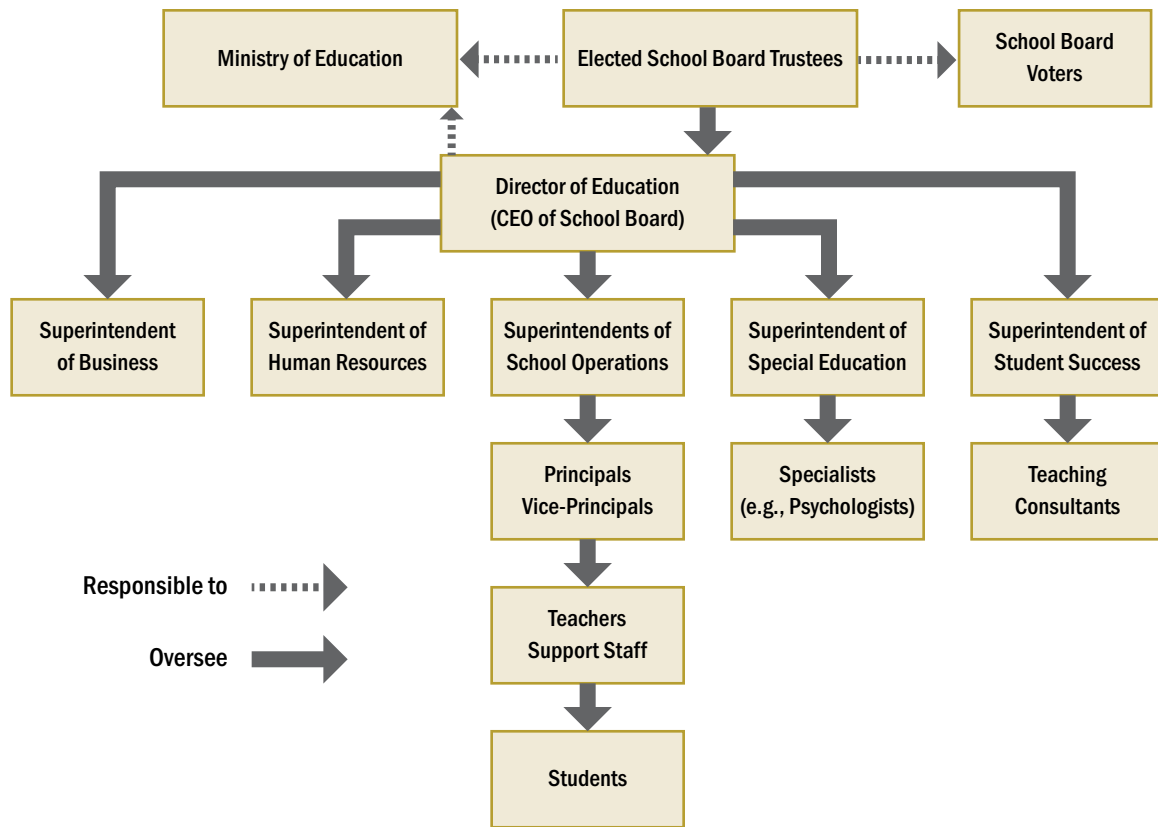 Ministry of Education
Elected School Board Trustees
School Board
Voters
Director of Education
(CEO of School Board)
Superintendent
of Business
Superintendent of
Human Resources
Superintendents of
School Operations
Superintendent of
Special Education
Superintendent of
Student Success
Principals
Vice-Principals
Specialists
(e.g., Psychologists)
Teaching
Consultants
Responsible to
Oversee
Teachers
Support Staff
Students